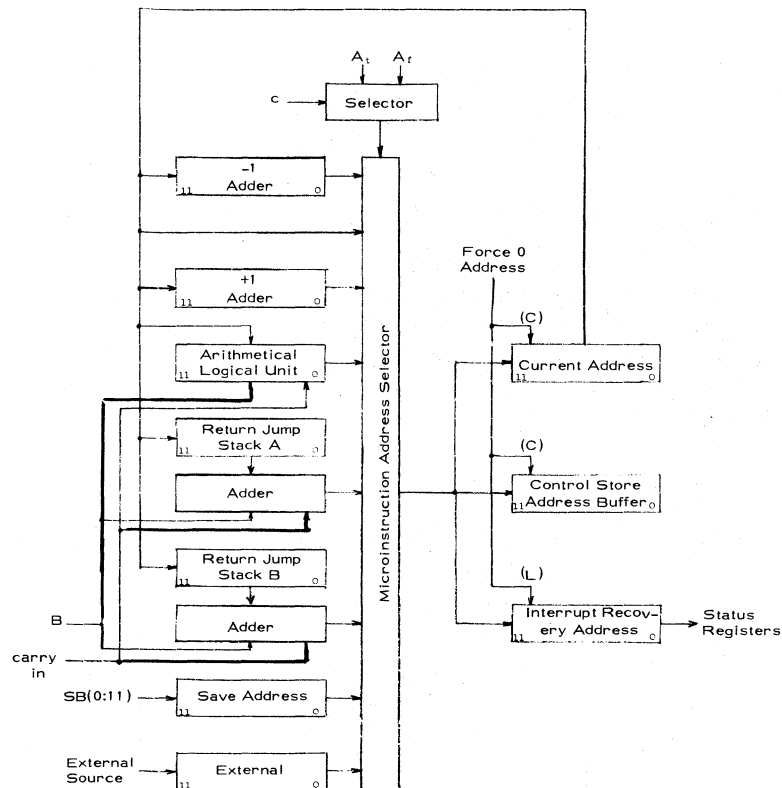 At Af
c
Selector
-1
Adder
11 0
+1
Adder
11 0
Arithmetical
Logical Unit
11 0
Return Jump
Stack A
11 0
Adder
Return Jump
Stack B
11 0
B
Adder
carry
in
SB(0:11)
Save Address
11 0
External
Source
External
11 0
Microinstruction Address Selector
Force 0
Address
(C)
Current Address
11 0
(C)
Control Store
Address Buffer
11 0
(L)
Interrupt Recov-
ery Address
11 0
Status
Registers